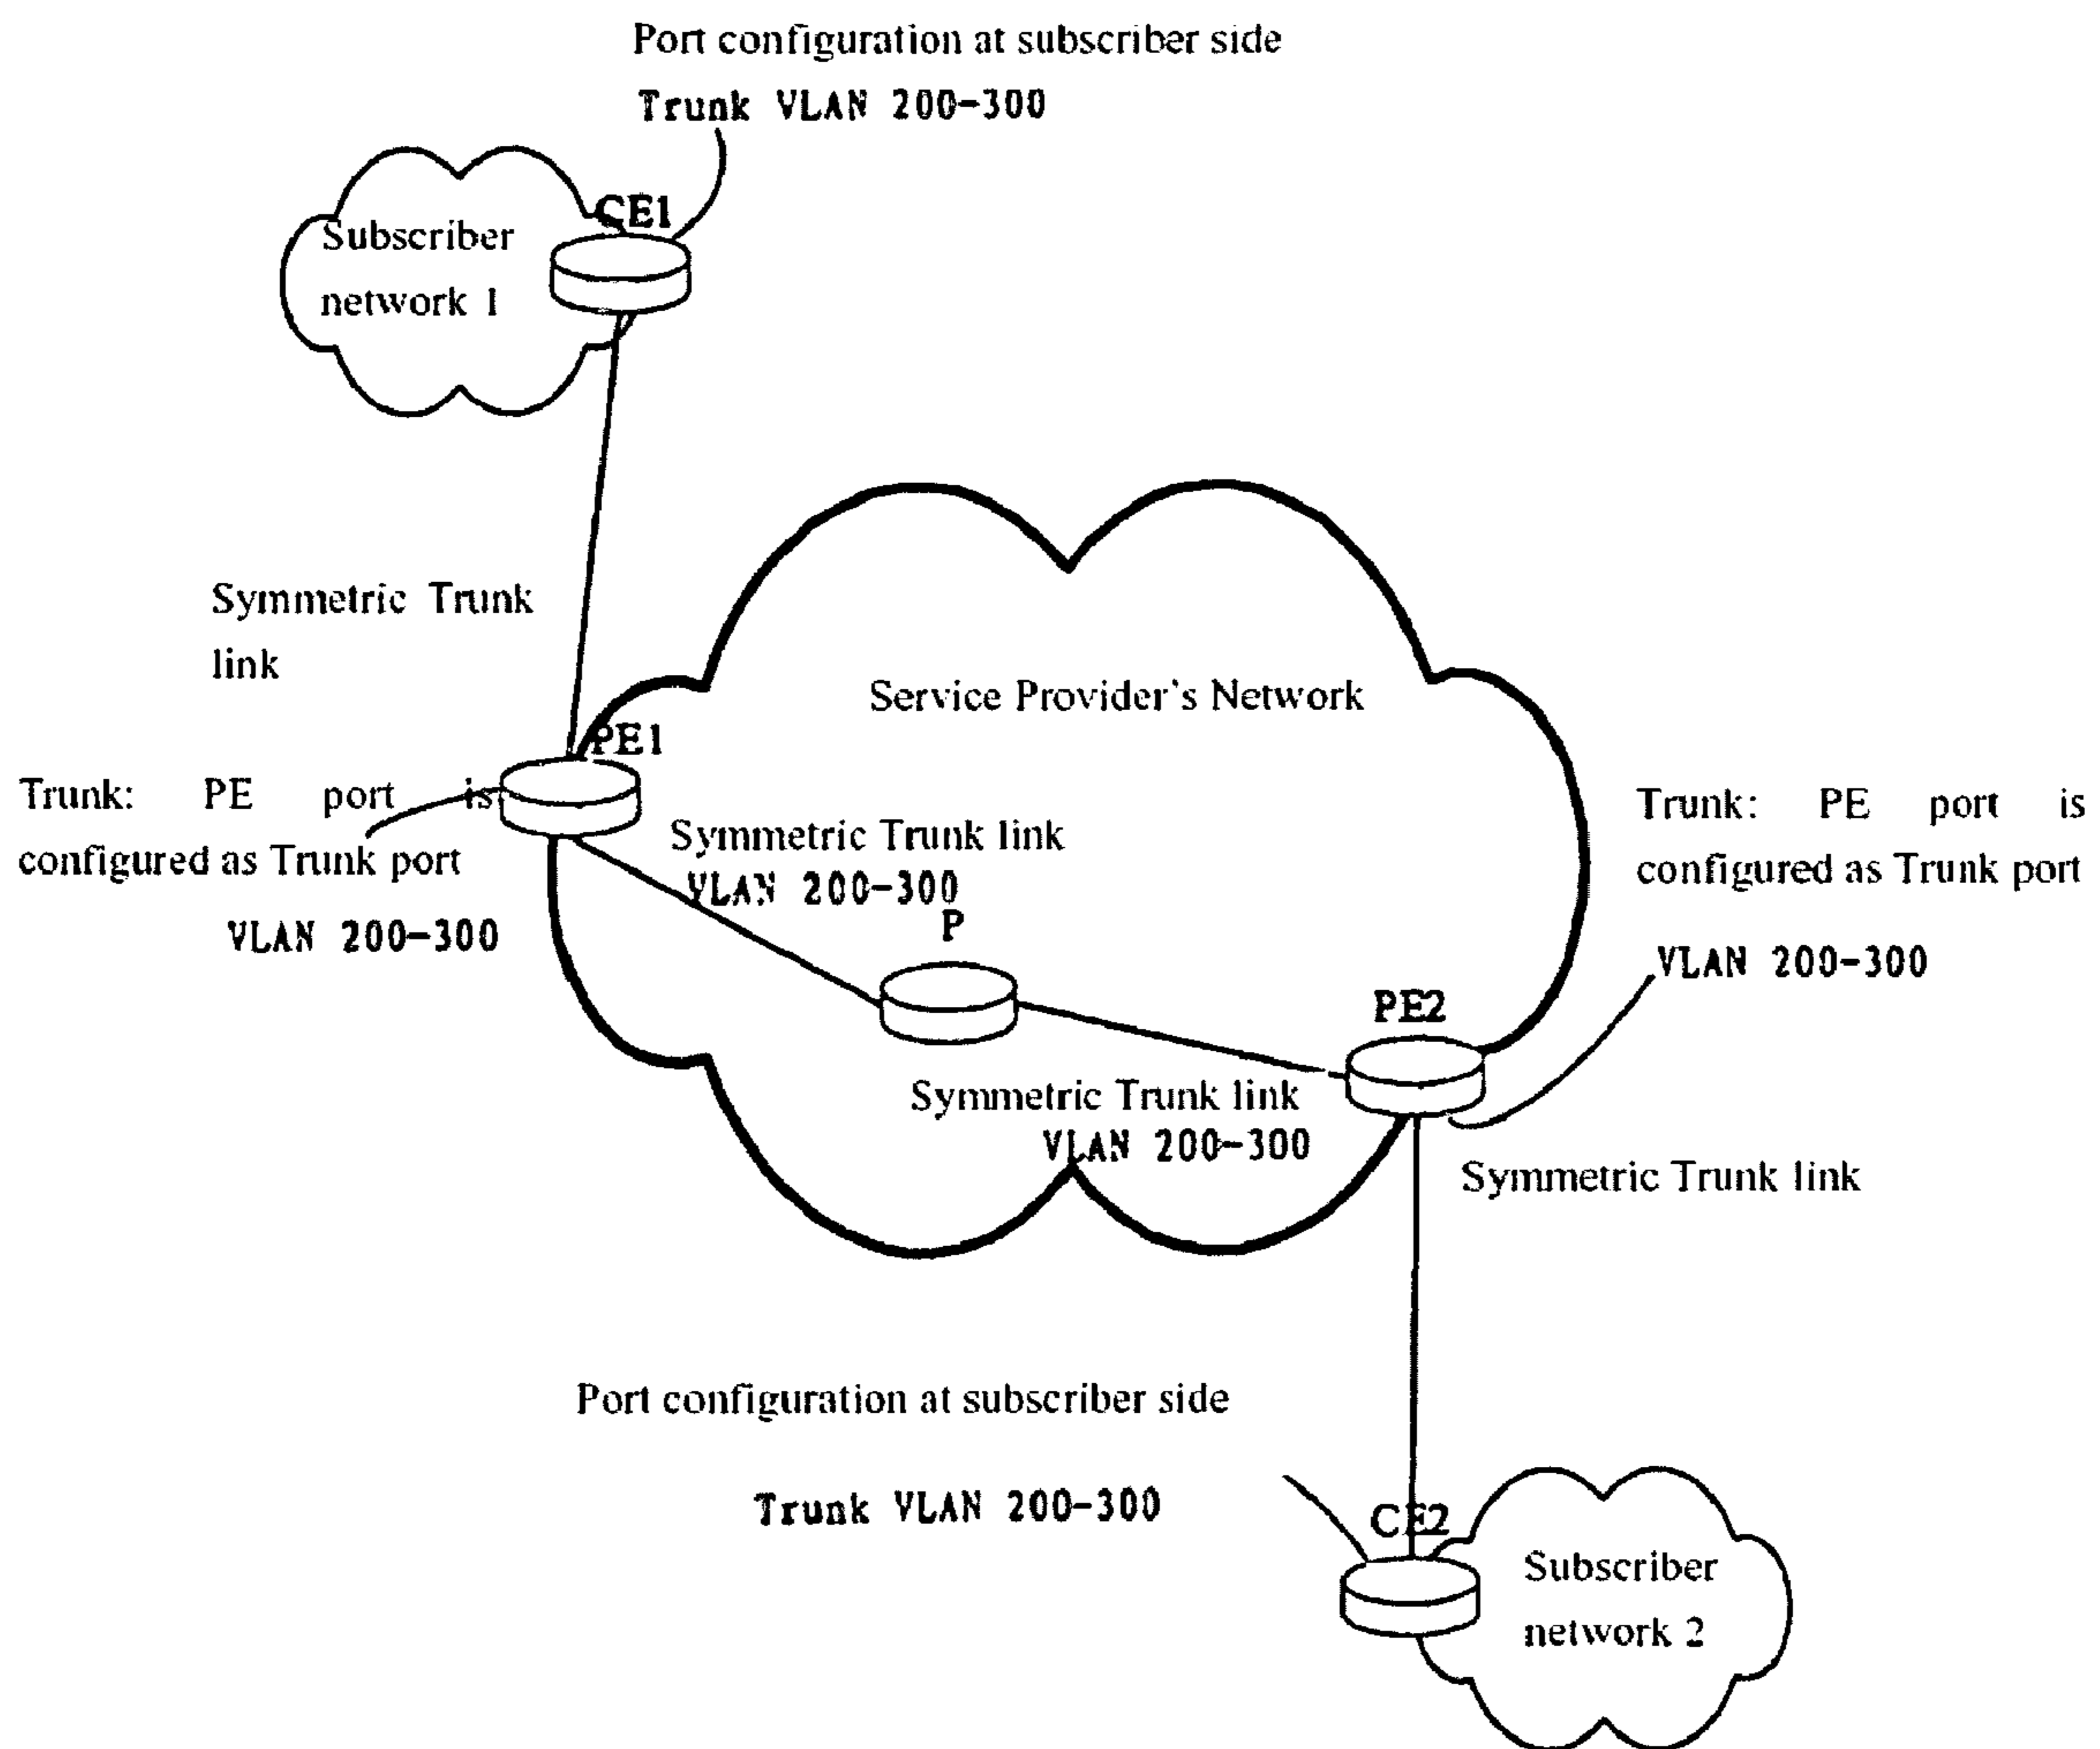 Port configuration at subscriber side
Trunk VLAN 200-300
CE1
Subscriber
network 1
Symmetric Trunk
link
Service Provider's Network
PE1
Trunk: PE port is
configured as Trunk port
VLAN 200-300
Symmetric Trunk link
VLAN 200-300
P
Trunk: PE port is
configured as Trunk port
VLAN 200-300
PE2
Symmetric Trunk link
VLAN 200-300
Symmetric Trunk link
Port configuration at subscriber side
Trunk VLAN 200-300
CE2
Subscriber
network 2